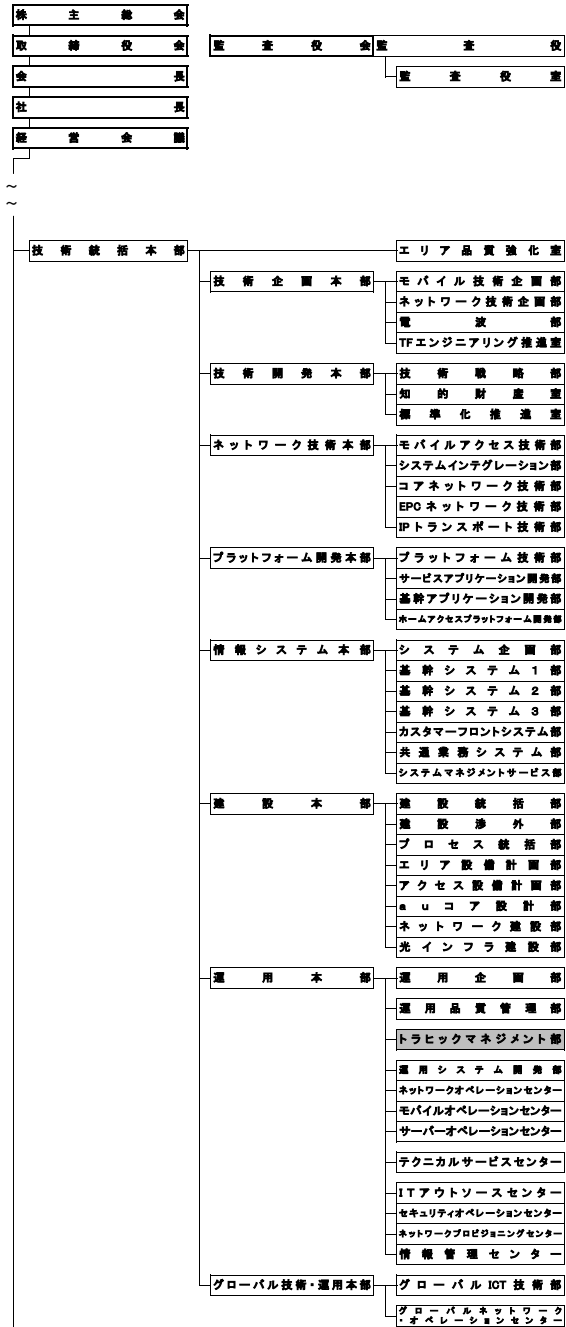 株主総会
取締役会
監査役会
監査役
会長
監査役室
社長
経営会議
～
～
技術統括本部
エリア品質強化室
技術企画本部
モバイル技術企画部
ネットワーク技術企画部
電波部
TFエンジニアリング推進室
技術開発本部
技術戦略部
知的財産室
標準化推進室
ネットワーク技術本部
モバイルアクセス技術部
システムインテグレーション部
コアネットワーク技術部
EPCネットワーク技術部
IPトランスポート技術部
プラットフォーム開発本部
プラットフォーム技術部
サービスアプリケーション開発部
基幹アプリケーション開発部
ホームアクセスプラットフォーム開発部
情報システム本部
システム企画部
基幹システム１部
基幹システム２部
基幹システム３部
カスタマーフロントシステム部
共通業務システム部
システムマネジメントサービス部
建設本部
建設統括部
建設渉外部
プロセス統括部
エリア設備計画部
アクセス設備計画部
ａｕコア設計部
ネットワーク建設部
光インフラ建設部
運用本部
運用企画部
運用品質管理部
トラヒックマネジメント部
運用システム開発部
ネットワークオペレーションセンター
モバイルオペレーションセンター
サーバーオペレーションセンター
テクニカルサービスセンター
ITアウトソースセンター
セキュリティオペレーションセンター
ネットワークプロビジョニングセンター
情報管理センター
グローバル技術・運用本部
グローバルICT技術部
グローバルネットワーク
・オペレーションセンター